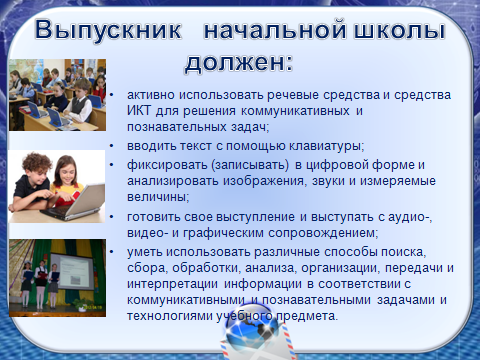 Выпускник начальной школы
должен:
• активно использовать речевые средства и средства
ИКТ для решения коммуникативных и
познавательных задач;
• вводить текст с помощью клавиатуры;
• фиксировать (записывать) в цифровой форме и
анализировать изображения, звуки и измеряемые
величины;
• готовить свое выступление и выступать с аудио-,
видео- и графическим сопровождением;
• уметь использовать различные способы поиска,
сбора, обработки, анализа, организации, передачи и
интерпретации информации в соответствии с
коммуникативными и познавательными задачами и
технологиями учебного предмета.